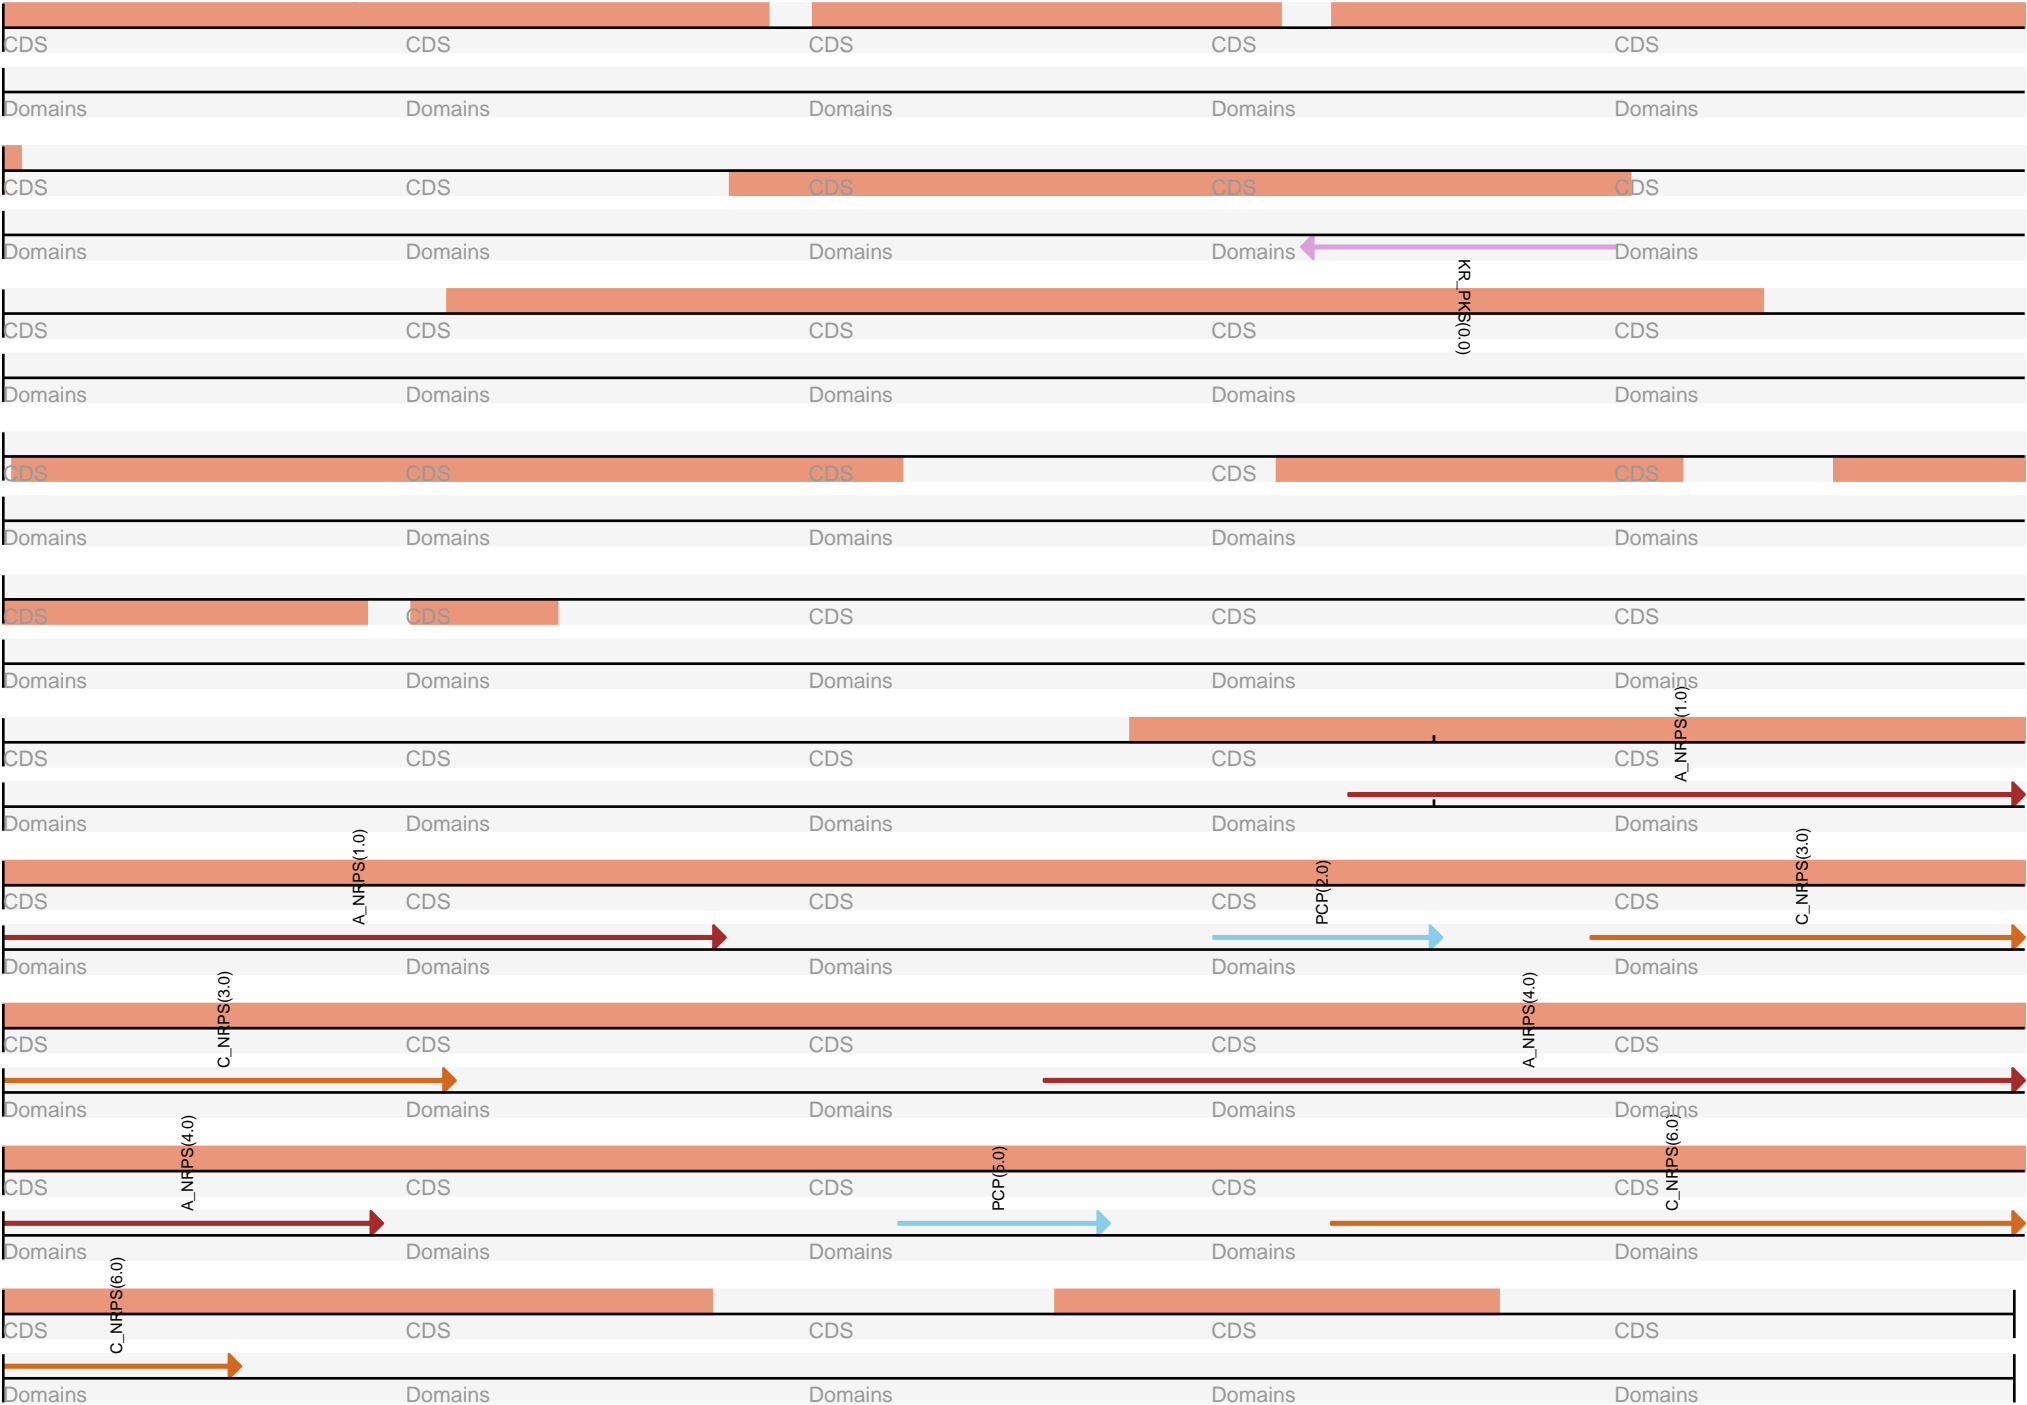 CDS CDS CDS CDS CDS
Domains Domains Domains Domains Domains
CDS CDS CDS CDS CDS
Domains Domains Domains Domains Domains
KR_PKS(0.0)
CDS CDS CDS CDS CDS
Domains Domains Domains Domains Domains
CDS CDS CDS CDS CDS
Domains Domains Domains Domains Domains
CDS CDS CDS CDS CDS
Domains Domains Domains Domains Domains
A_NRPS(1.0)
CDS CDS CDS CDS CDS
Domains Domains Domains Domains Domains
A_NRPS(1.0) PCP(2.0) C_NRPS(3.0)
CDS CDS CDS CDS CDS
Domains Domains Domains Domains Domains
C_NRPS(3.0) A_NRPS(4.0)
CDS CDS CDS CDS CDS
Domains Domains Domains Domains Domains
A_NRPS(4.0) PCP(5.0) C_NRPS(6.0)
CDS CDS CDS CDS CDS
Domains Domains Domains Domains Domains
C_NRPS(6.0)
CDS CDS CDS CDS CDS
Domains Domains Domains Domains Domains